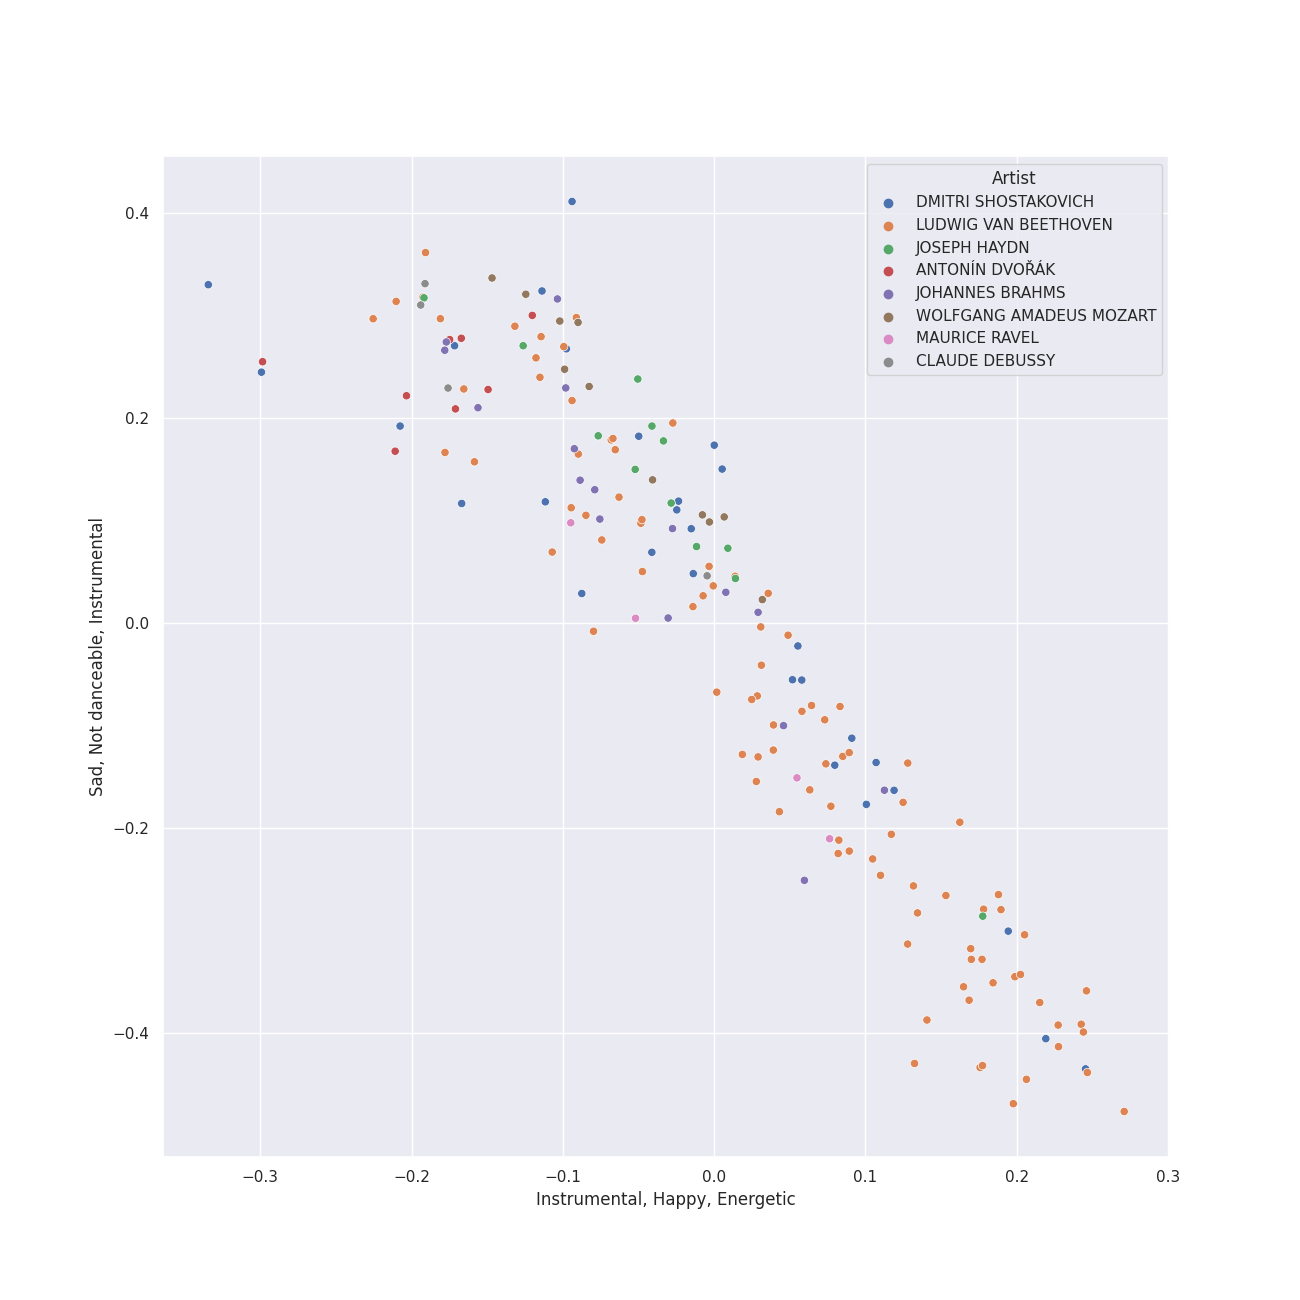 Artist
DMITRI SHOSTAKOVICH
LUDWIG VAN BEETHOVEN
JOSEPH HAYDN
ANTONÍN DVOŘÁK
JOHANNES BRAHMS
WOLFGANG AMADEUS MOZART
MAURICE RAVEL
CLAUDE DEBUSSY
0.4
0.2
0.0
−0.2
−0.4
Sad, Not danceable, Instrumental
−0.3
−0.2
−0.1
0.0
0.1
0.2
0.3
Instrumental, Happy, Energetic